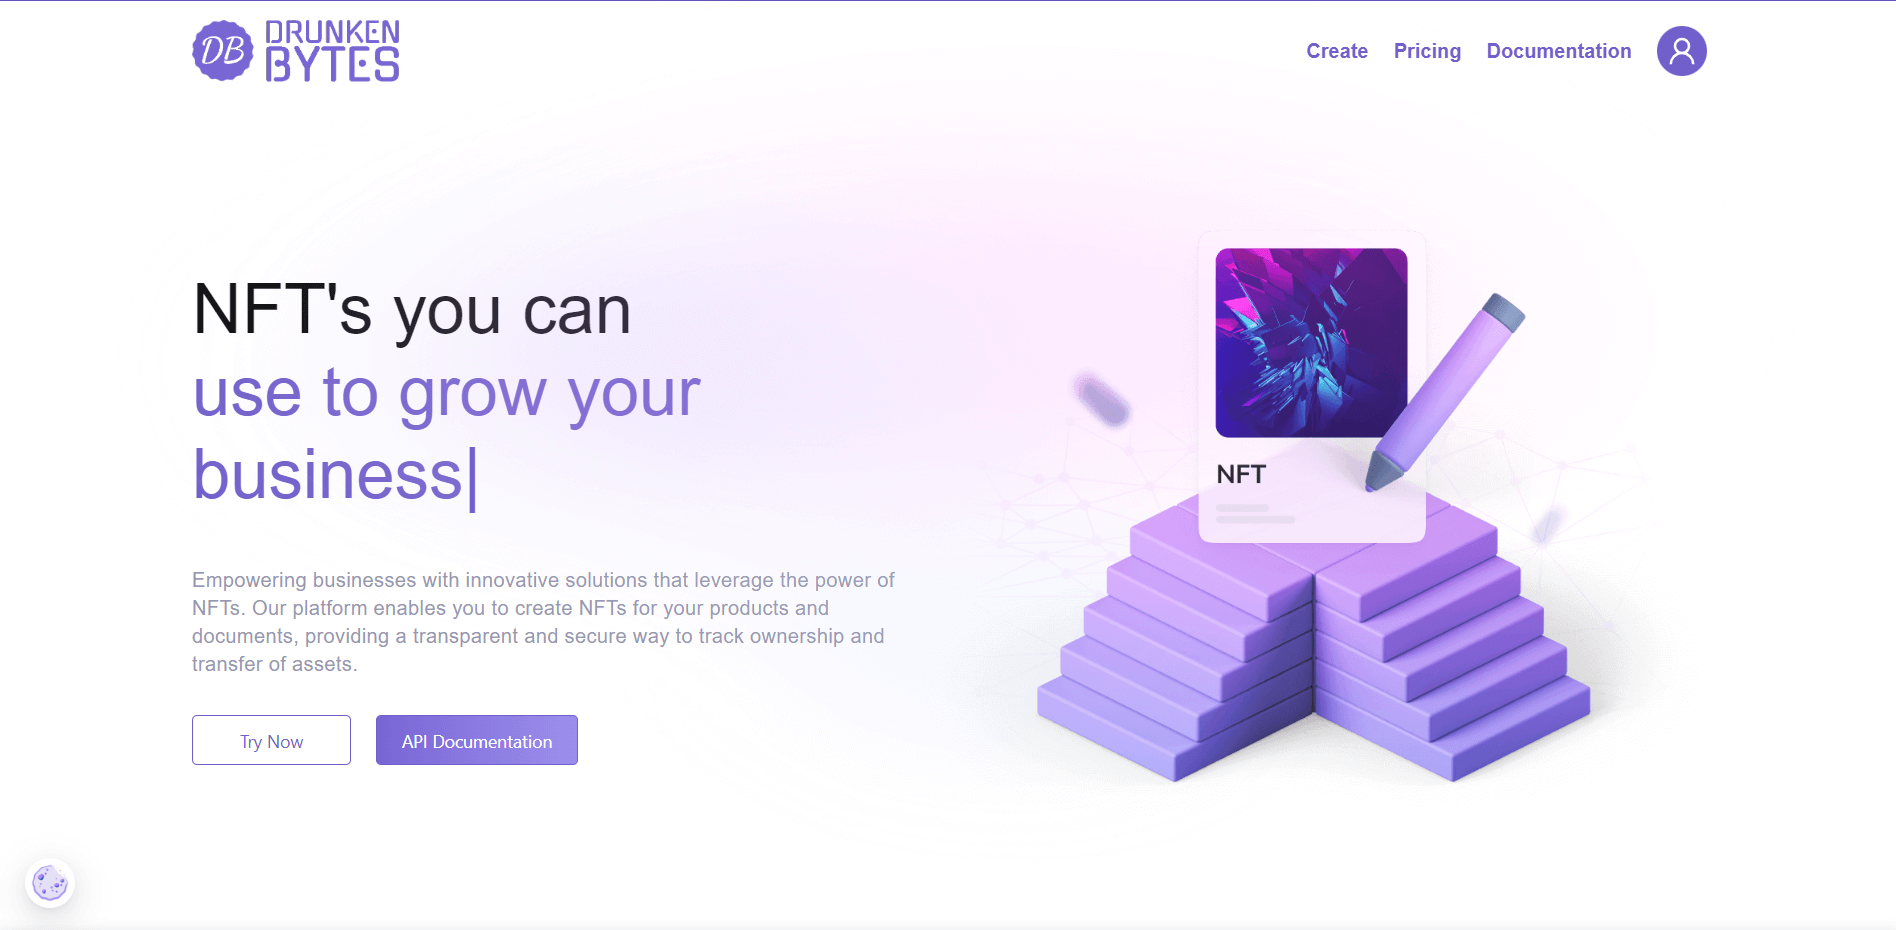 DB
DRUNKEN
BYTES
Create Pricing Documentation
NFT's you can
use to grow your
business|
Empowering businesses with innovative solutions that leverage the power of
NFTs. Our platform enables you to create NFTs for your products and
documents, providing a transparent and secure way to track ownership and
transfer of assets.
Try Now
API Documentation
NFT